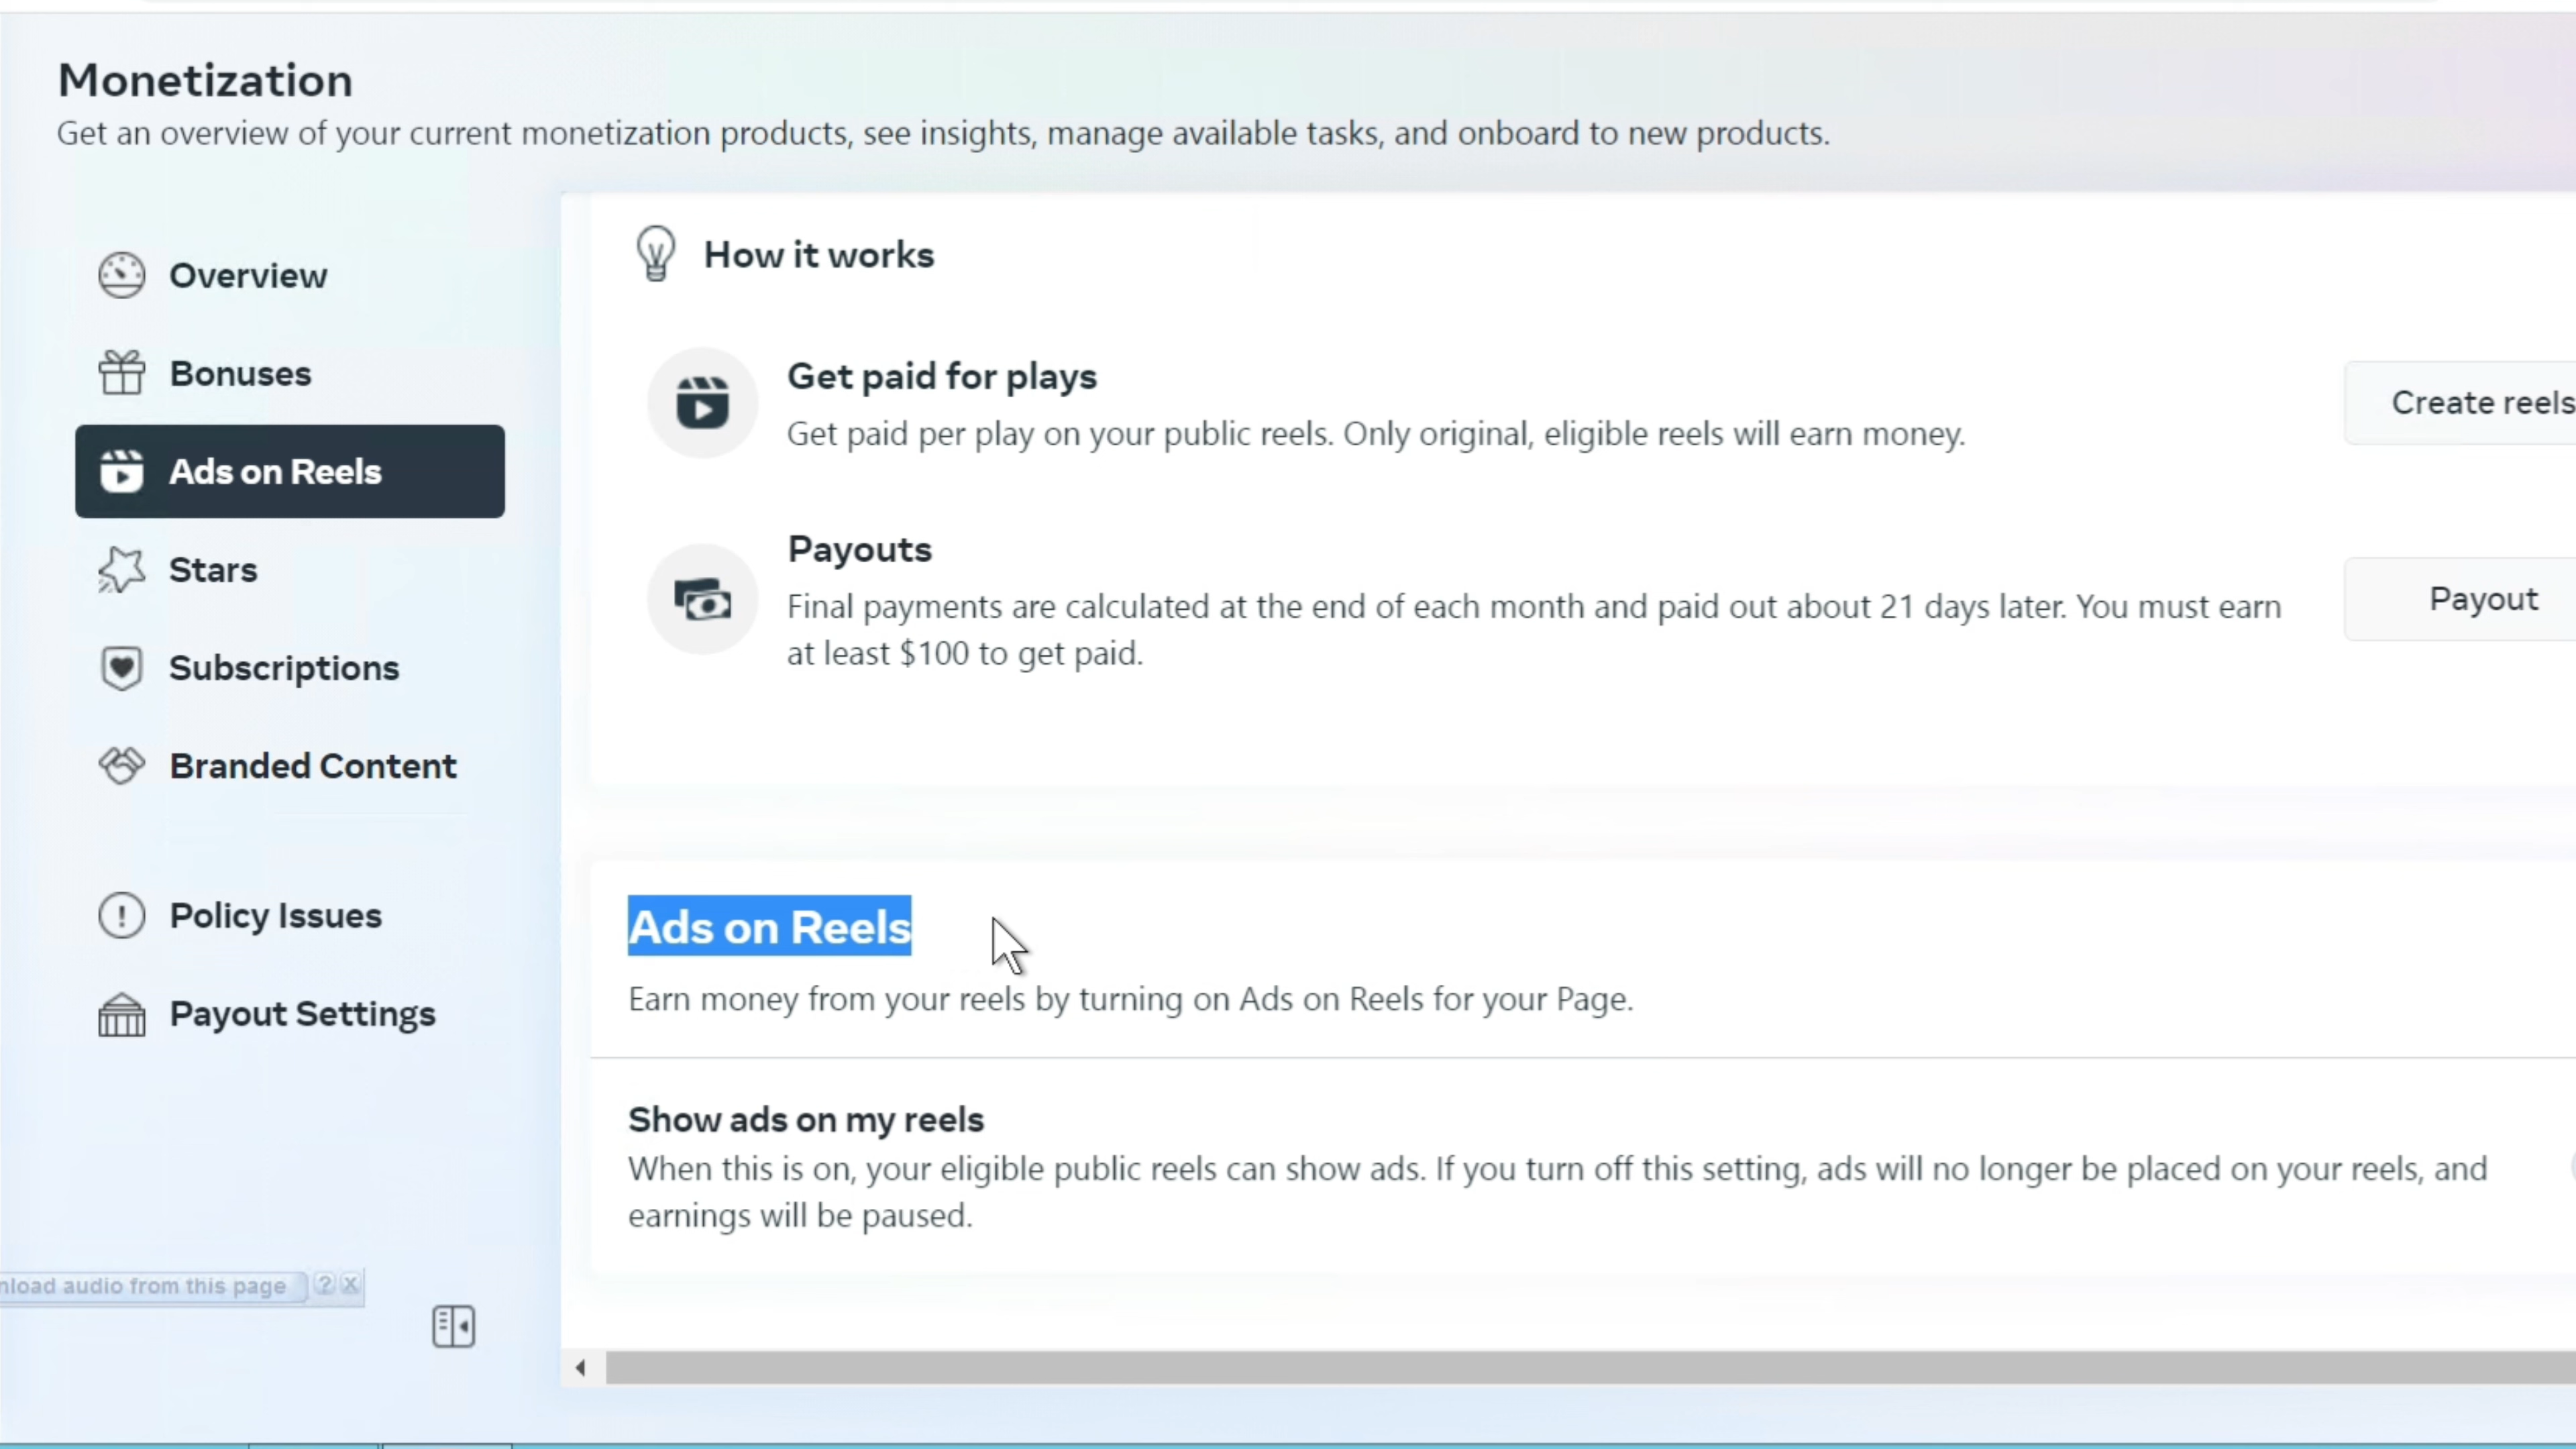 Monetization
Get an overview of your current monetization products, see insights, manage available tasks, and onboard to new products.
Overview
Bonuses
Ads on Reels
Stars
Subscriptions
Branded Content
Policy Issues
Payout Settings
How it works
Get paid for plays
Get paid per play on your public reels. Only original, eligible reels will earn money.
Create reels
Payouts
Final payments are calculated at the end of each month and paid out about 21 days later. You must earn
at least $100 to get paid.
Payout
Ads on Reels
Earn money from your reels by turning on Ads on Reels for your Page.
Show ads on my reels
When this is on, your eligible public reels can show ads. If you turn off this setting, ads will no longer be placed on your reels, and
earnings will be paused.
nload audio from this page ? X